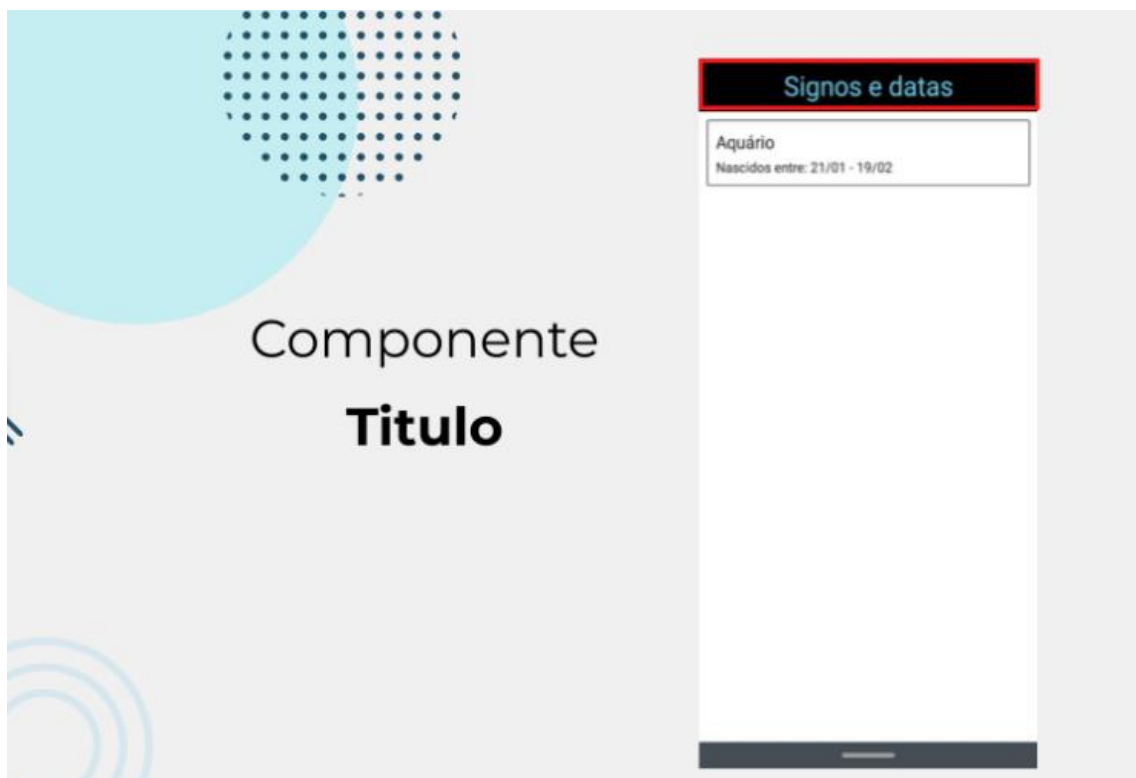 Componente
Titulo
Signos e datas
Aquário
Nascidos entre: 21/01 - 19/02